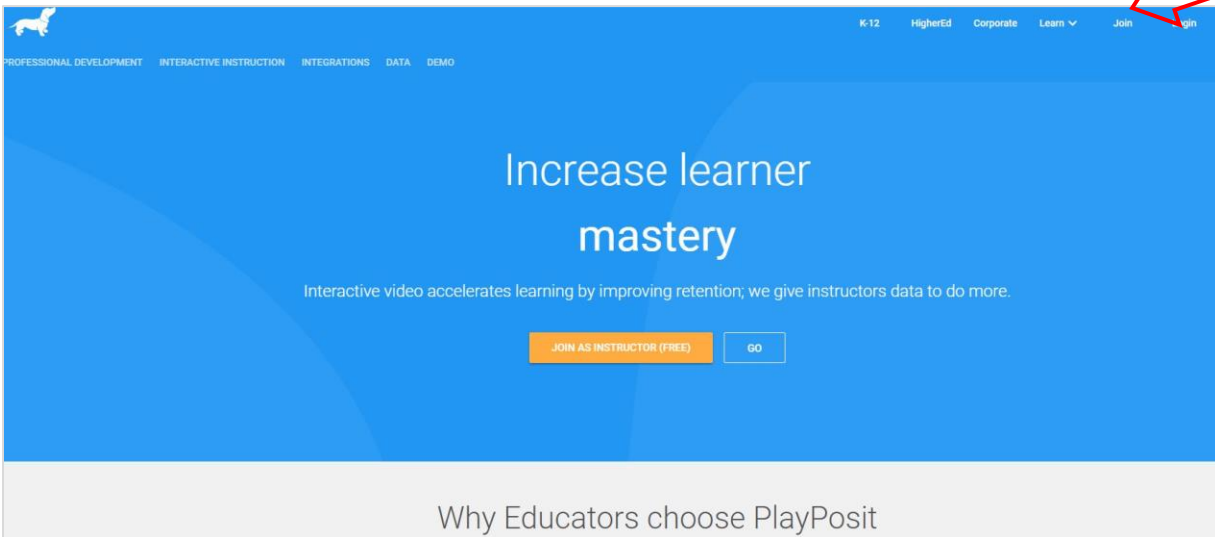 K-12 HigherEd Corporate Learn Join
PROFESSIONAL DEVELOPMENT INTERACTIVE INSTRUCTION INTEGRATIONS DATA DEMO
Increase learner
mastery
Interactive video accelerates learning by improving retention; we give instructors data to do more.
JOIN AS INSTRUCTOR (FREE) GO
Why Educators choose PlayPosit